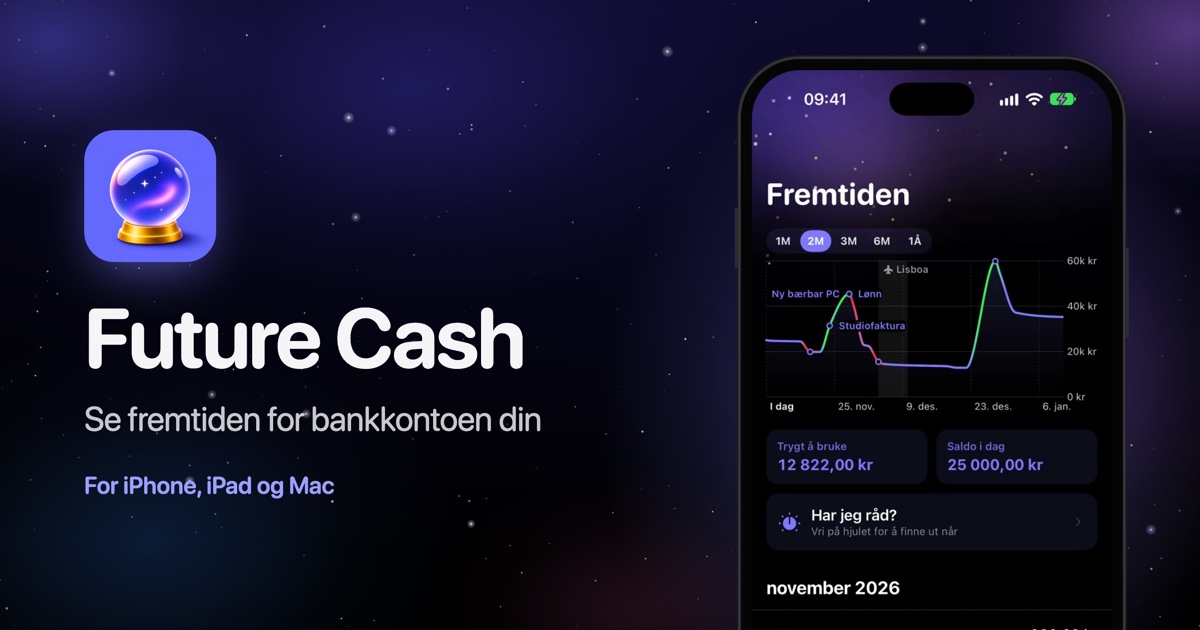 Future Cash
Se fremtiden for bankkontoen din
For iPhone, iPad og Mac
09:41
Fremtiden
1M 2M 3M 6M 1Å
Lisboa
60k kr
Ny bærbar PC
Lønn
40k kr
Studiofaktura
20k kr
0 kr
I dag
25. nov.
9. des.
23. des.
6. jan.
Trygt å bruke
12 822,00 kr
Saldo i dag
25 000,00 kr
Har jeg råd?
Vri på hjulet for å finne ut når
november 2026